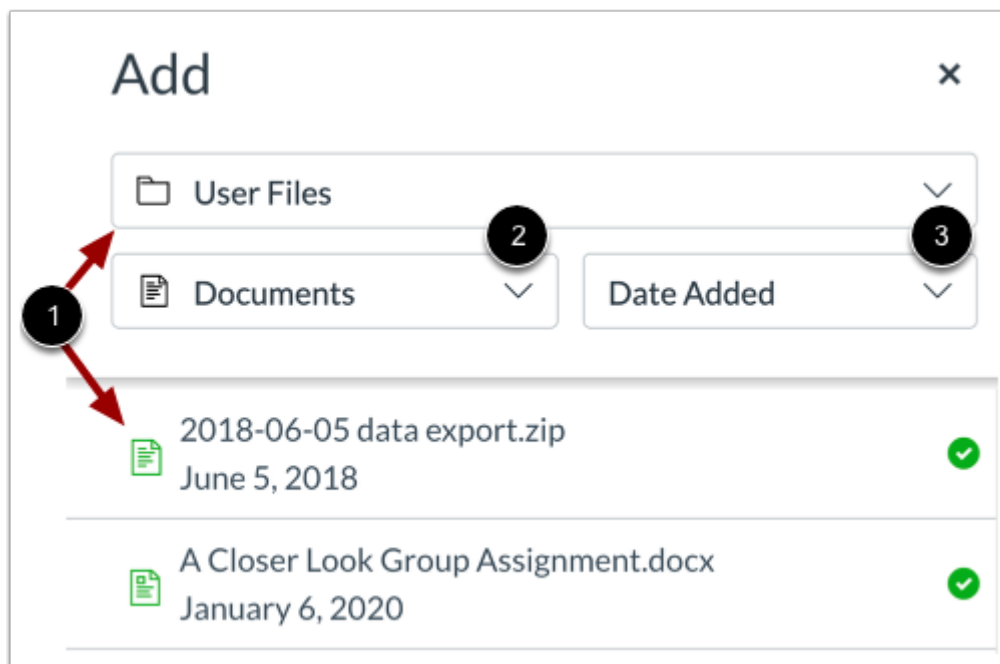 Add
User Files
2
3
Documents
Date Added
1
2018-06-05 data export.zip
June 5, 2018
A Closer Look Group Assignment.docx
January 6, 2020